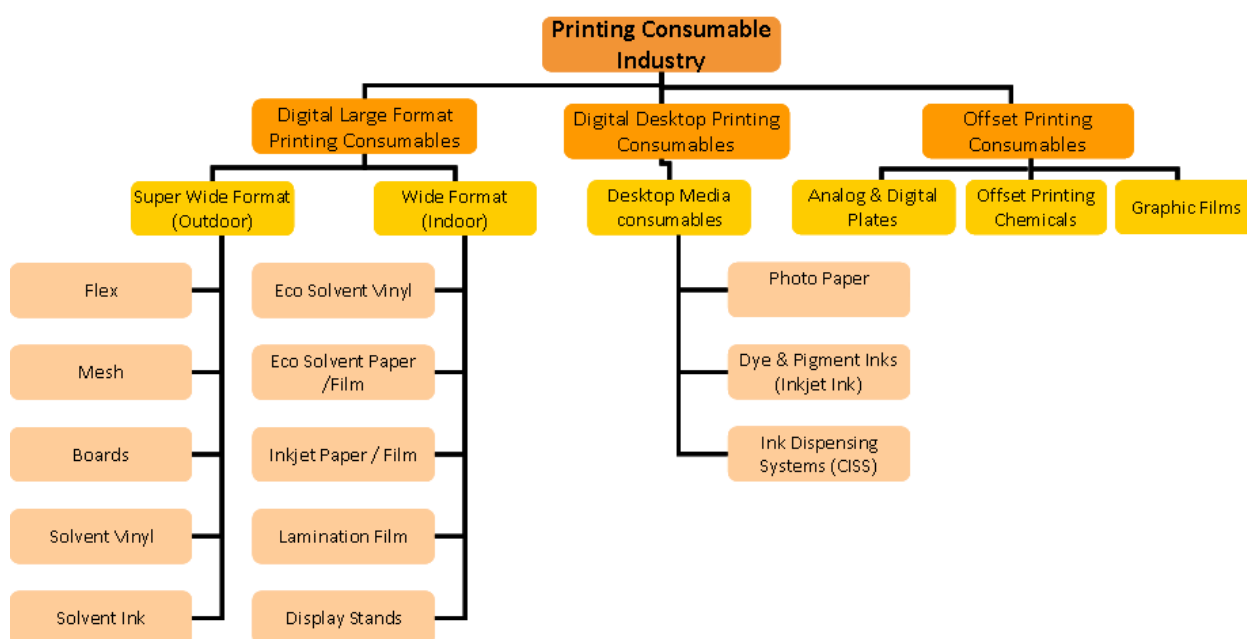 Printing Consumable
Industry
Digital Large Format
Printing Consumables
Digital Desktop Printing
Consumables
Offset Printing
Consumables
Super Wide Format
(Outdoor)
Wide Format
(Indoor)
Desktop Media
consumables
Analog & Digital
Plates
Offset Printing
Chemicals
Graphic Films
Flex
Mesh
Boards
Solvent Vinyl
Solvent Ink
Eco Solvent Vinyl
Eco Solvent Paper
/Film
Inkjet Paper / Film
Lamination Film
Display Stands
Photo Paper
Dye & Pigment Inks
(Inkjet Ink)
Ink Dispensing
Systems (CISS)